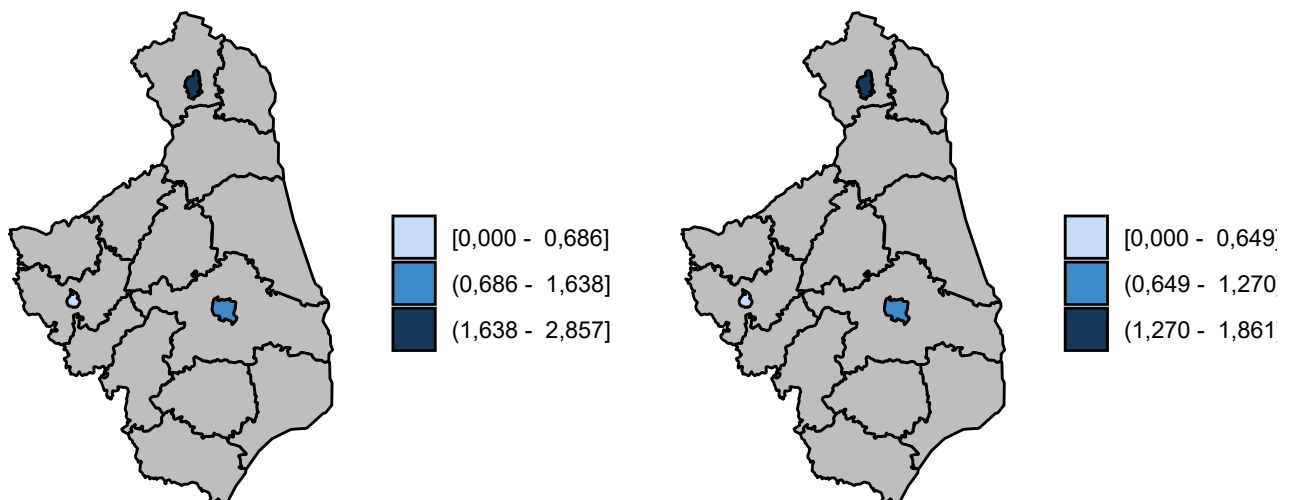 [0,000 - 0,686]
(0,686 - 1,638]
(1,638 - 2,857]
[0,000 - 0,649]
(0,649 - 1,270]
(1,270 - 1,861]